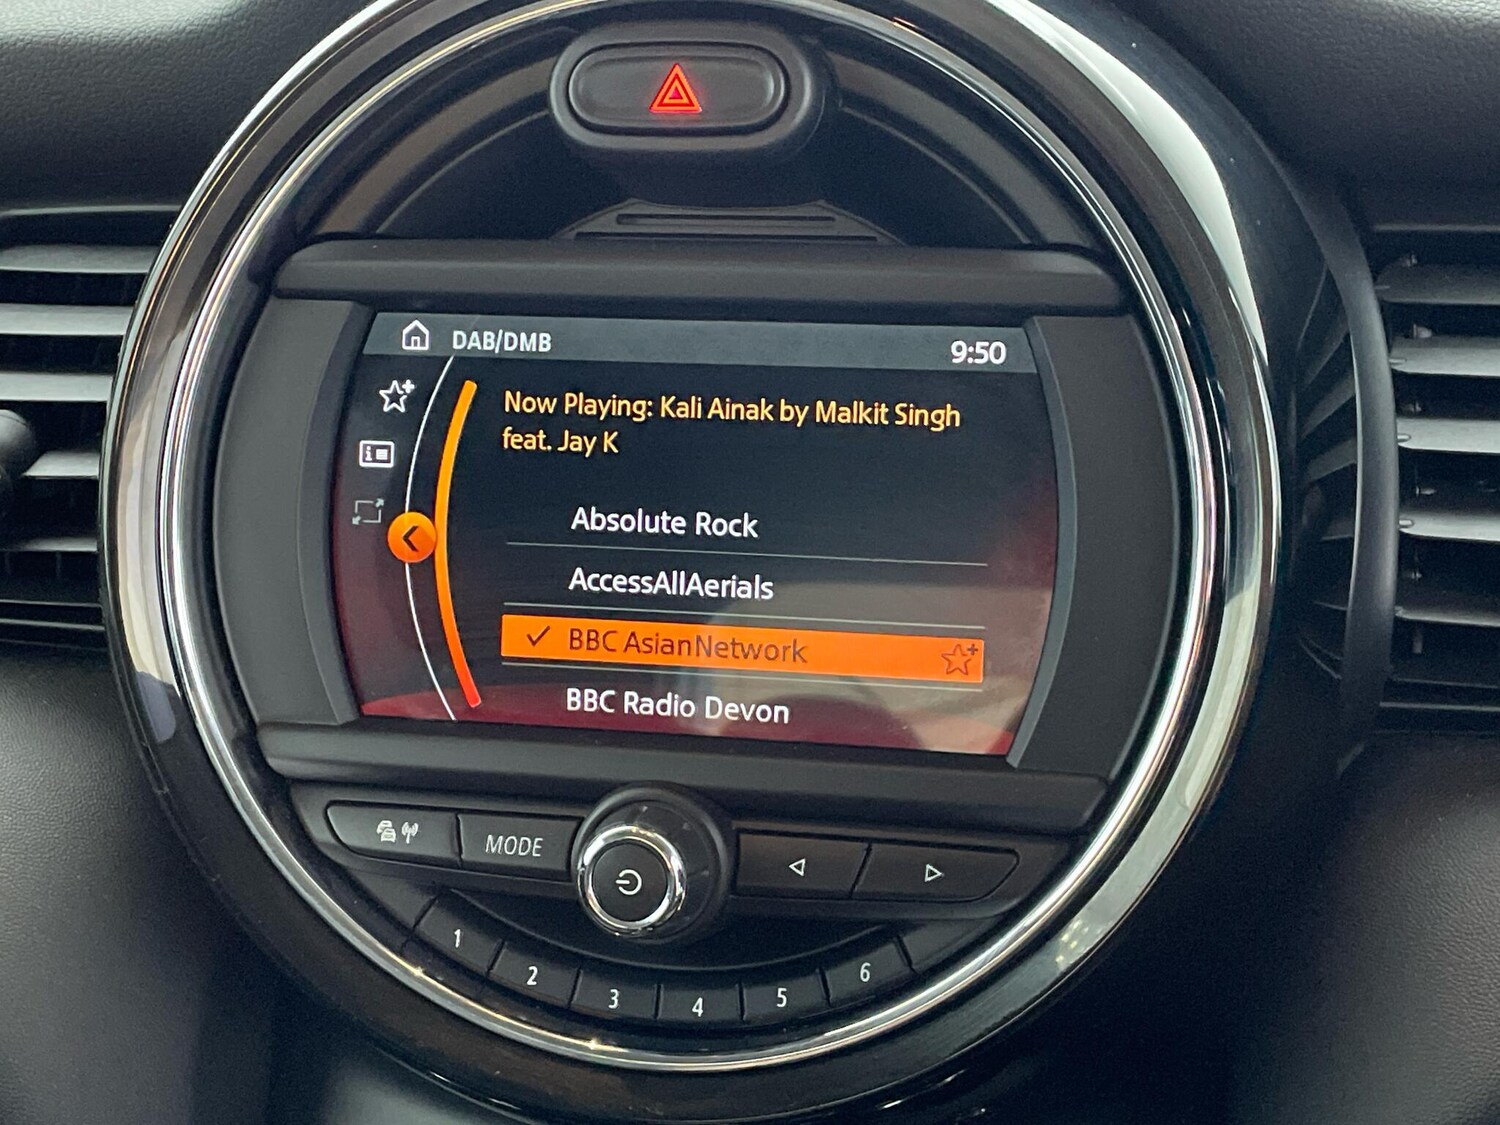 DAB/DMB
9:50
Now Playing: Kali Ainak by Malkit Singh
feat. Jay K
Absolute Rock
AccessAllAerials
BBC AsianNetwork
BBC Radio Devon
MODE
1
2
3
4
5
6